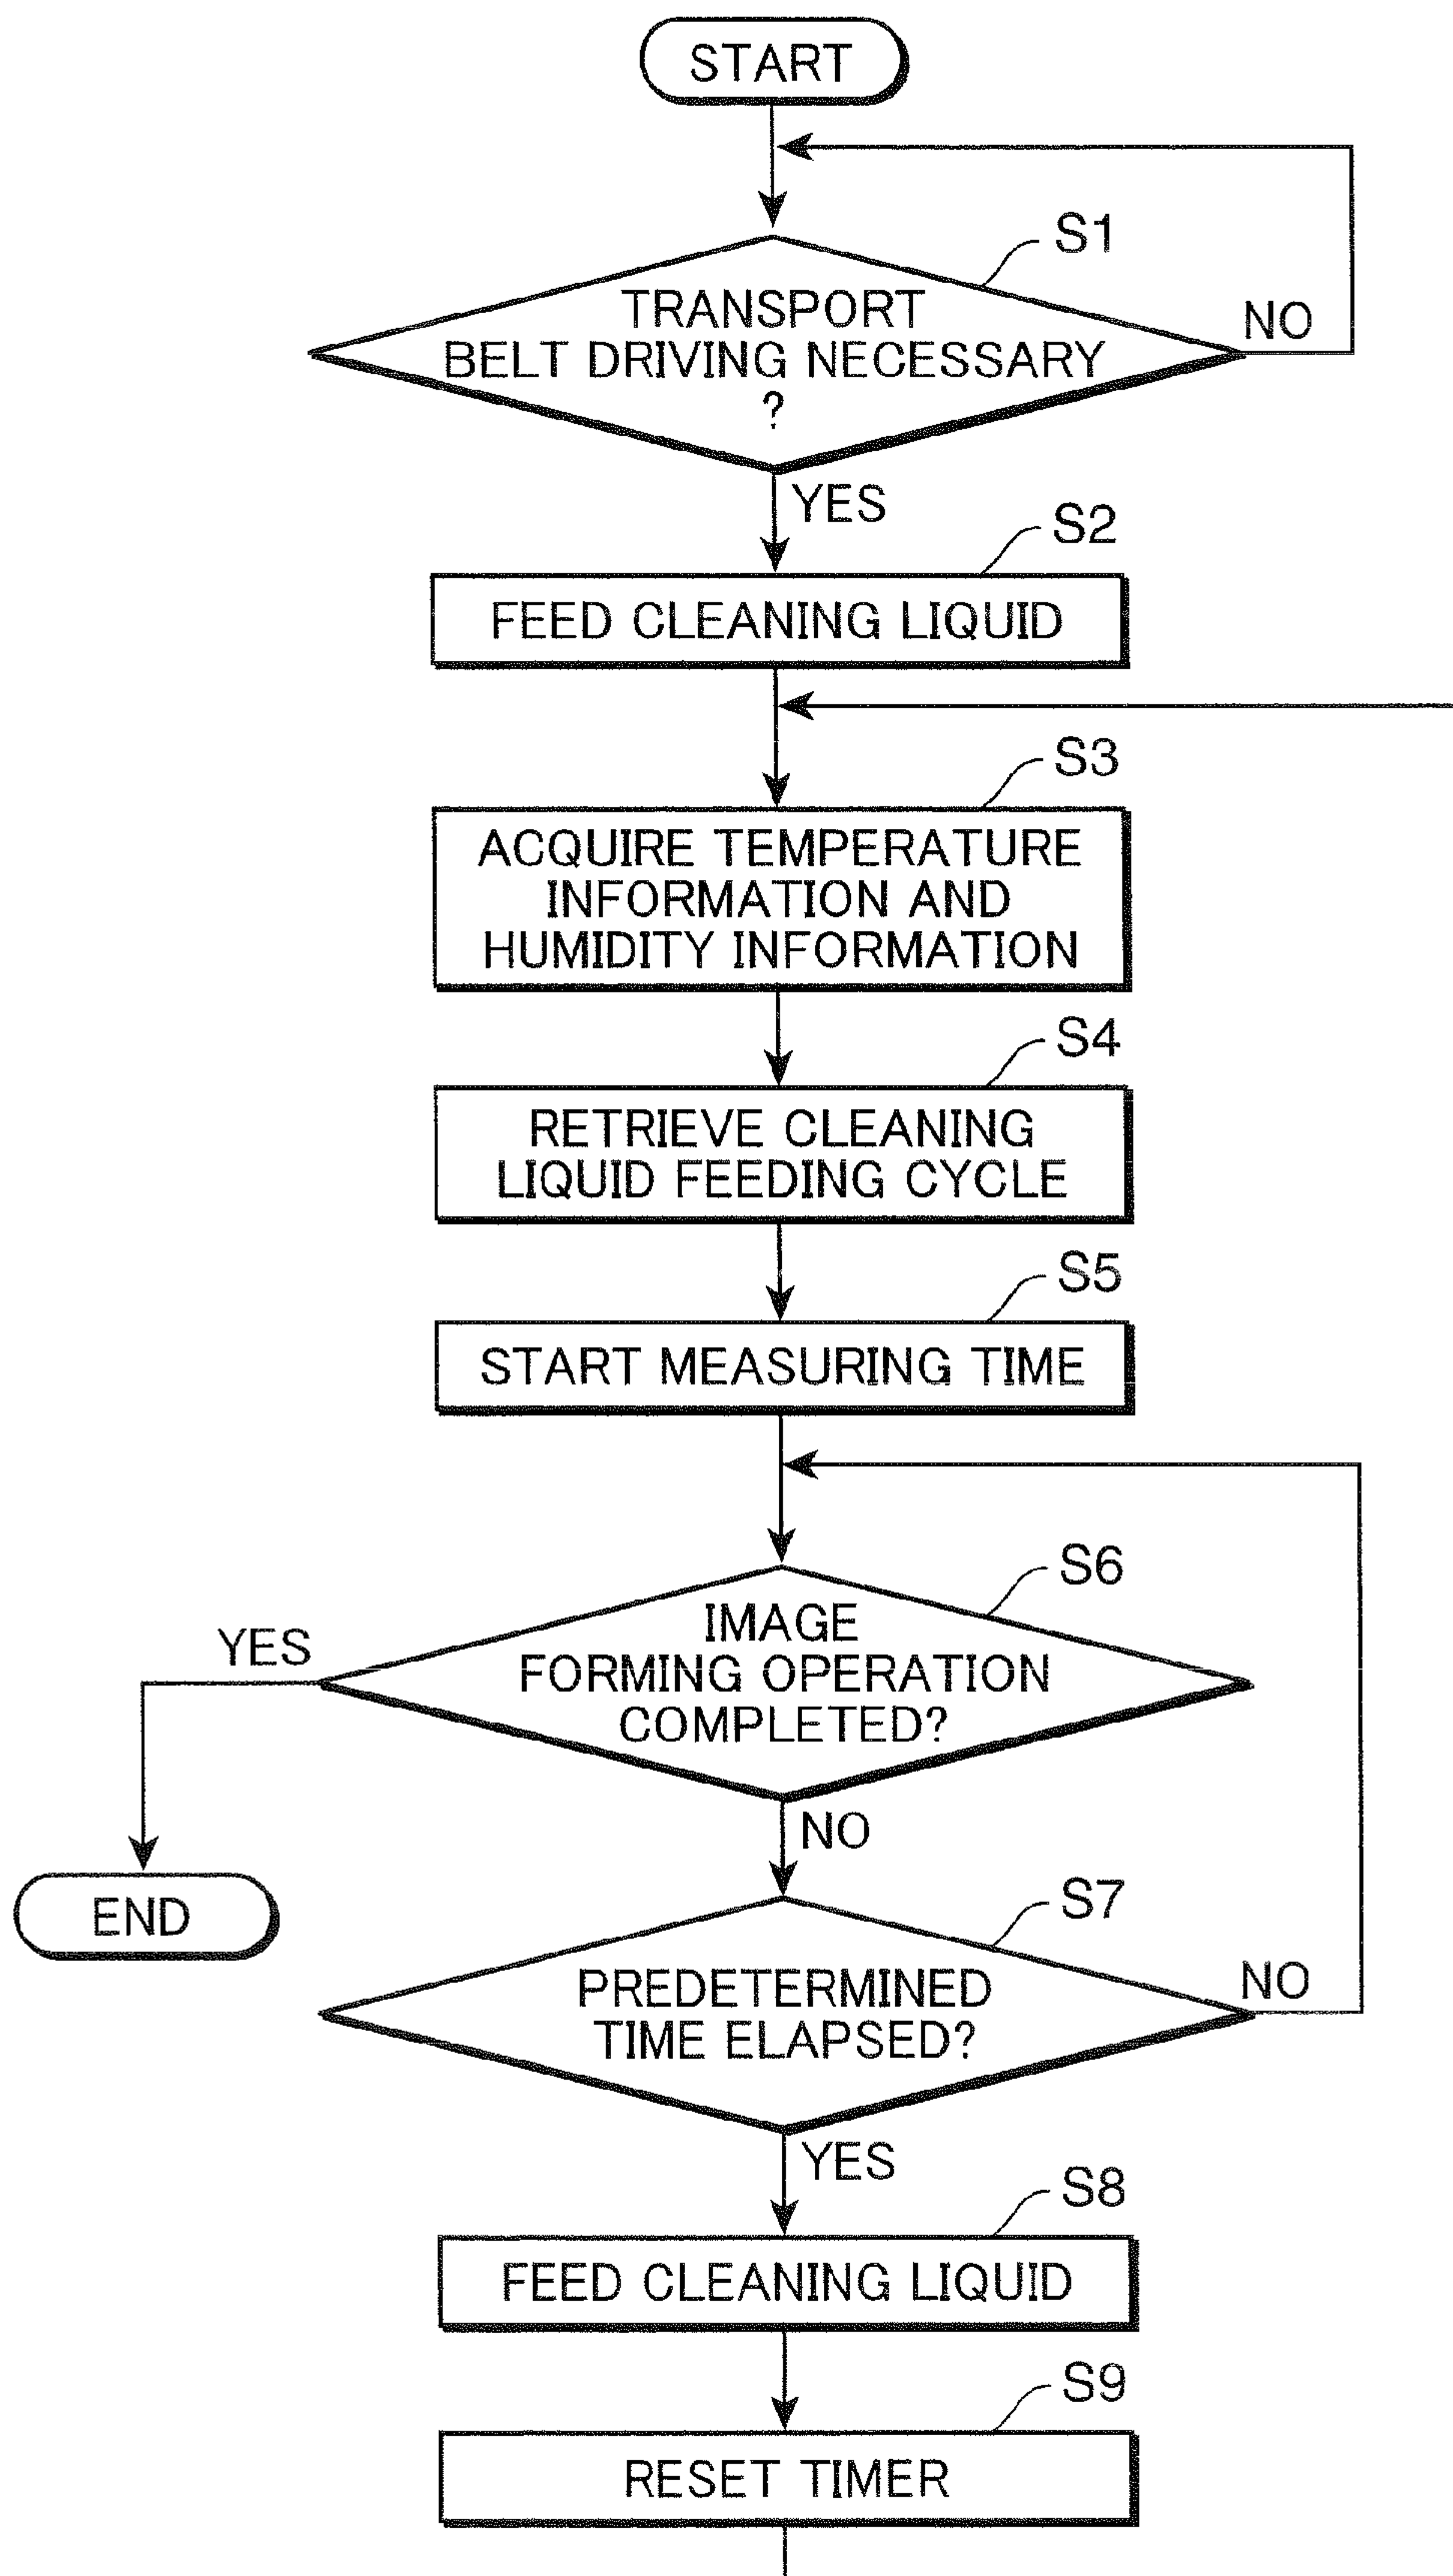 START
S1
TRANSPORT
BELT DRIVING NECESSARY
?
NO
YES
S2
FEED CLEANING LIQUID
S3
ACQUIRE TEMPERATURE
INFORMATION AND
HUMIDITY INFORMATION
S4
RETRIEVE CLEANING
LIQUID FEEDING CYCLE
S5
START MEASURING TIME
S6
IMAGE
FORMING OPERATION
COMPLETED?
YES
NO
END
S7
PREDETERMINED
TIME ELAPSED?
NO
YES
S8
FEED CLEANING LIQUID
S9
RESET TIMER